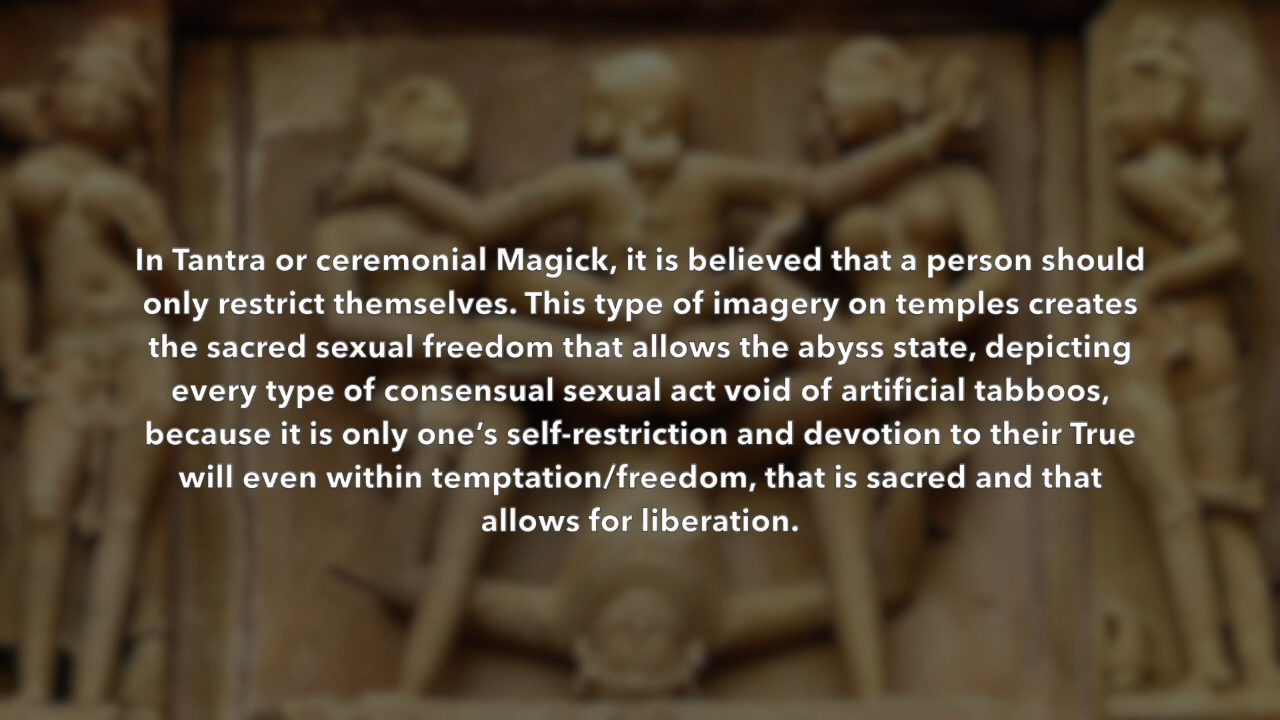 In Tantra or ceremonial Magick, it is believed that a person should
only restrict themselves. This type of imagery on temples creates
the sacred sexual freedom that allows the abyss state, depicting
every type of consensual sexual act void of artificial tabboos,
because it is only one’s self-restriction and devotion to their True
will even within temptation/freedom, that is sacred and that
allows for liberation.